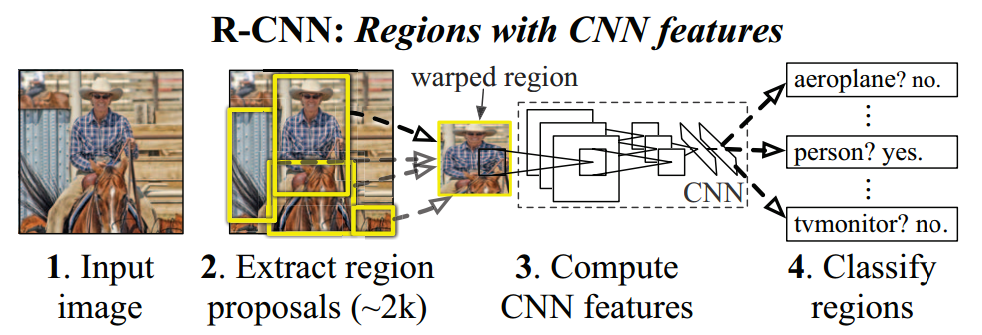 R-CNN: Regions with CNN features
warped region
aeroplane? no.
⋮
person? yes.
⋮
tvmonitor? no.
CNN
1. Input
image
2. Extract region
proposals (~2k)
3. Compute
CNN features
4. Classify
regions